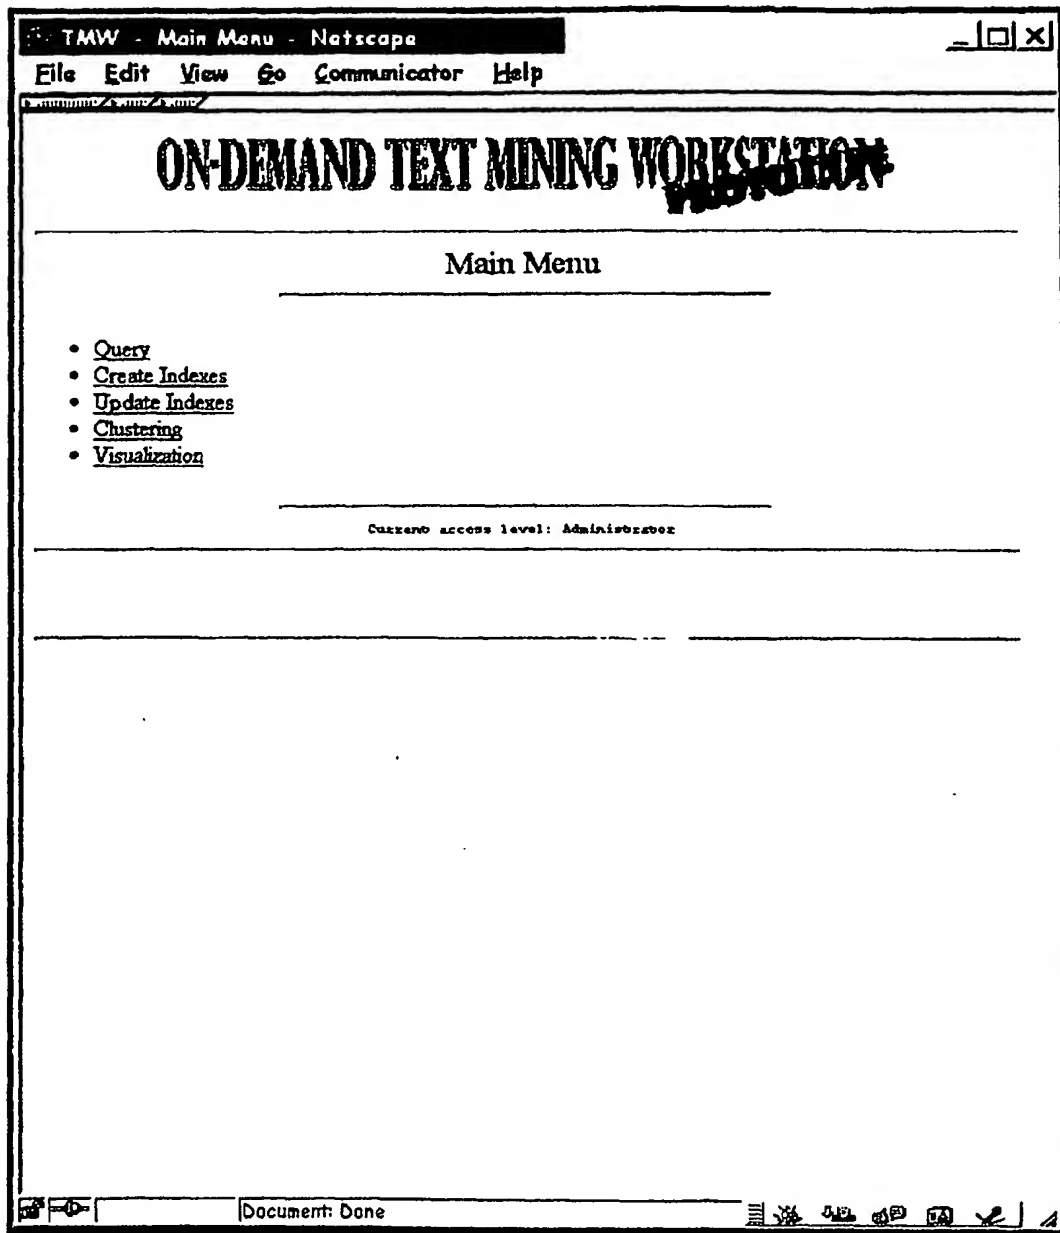 TMW - Main Menu - Netscape
File Edit View Go Communicator Help
ON-DEMAND TEXT MINING WORKSTATION
Main Menu
• Query
• Create Indexes
• Update Indexes
• Clustering
• Visualization
Current access level: Administrator
Document: Done